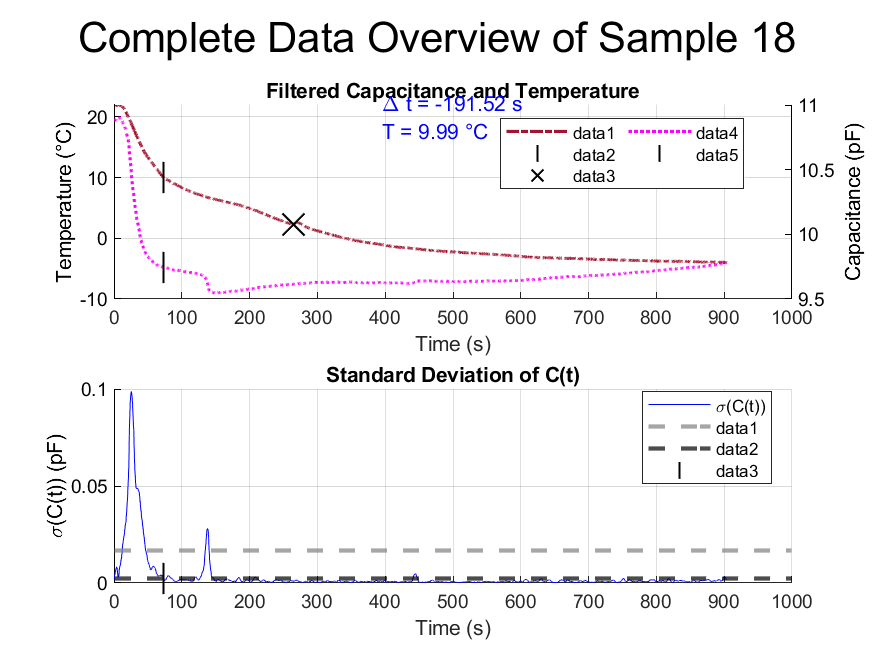 Complete Data Overview of Sample 18
Filtered Capacitance and Temperature
Δ t = -191.52 s
T = 9.99 °C
data1
data2
data3
data4
data5
Temperature (°C)
20
10
0
-10
11
10.5
10
9.5
Capacitance (pF)
0 100 200 300 400 500 600 700 800 900 1000
Time (s)
Standard Deviation of C(t)
σ(C(t)) (pF)
0.1
0.05
0
σ(C(t))
data1
data2
data3
0 100 200 300 400 500 600 700 800 900 1000
Time (s)